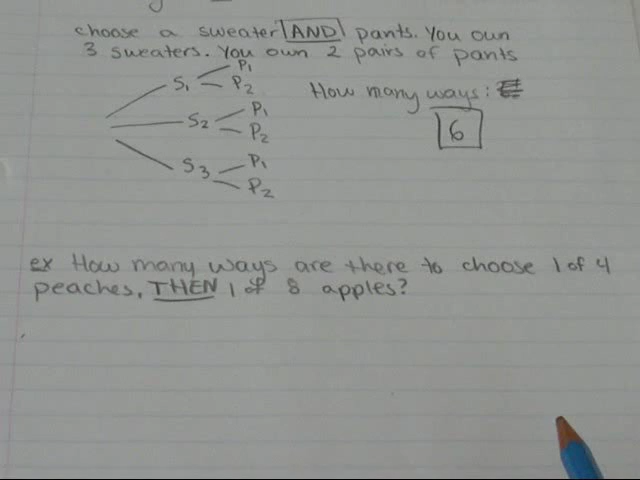 choose a sweater AND pants. You own
3 sweaters. You own 2 pairs of pants
S1 P1 P2
S2 P1 P2
S3 P1 P2
How many ways:
6
ex How many ways are there to choose 1 of 4
peaches, THEN 1 of 8 apples?